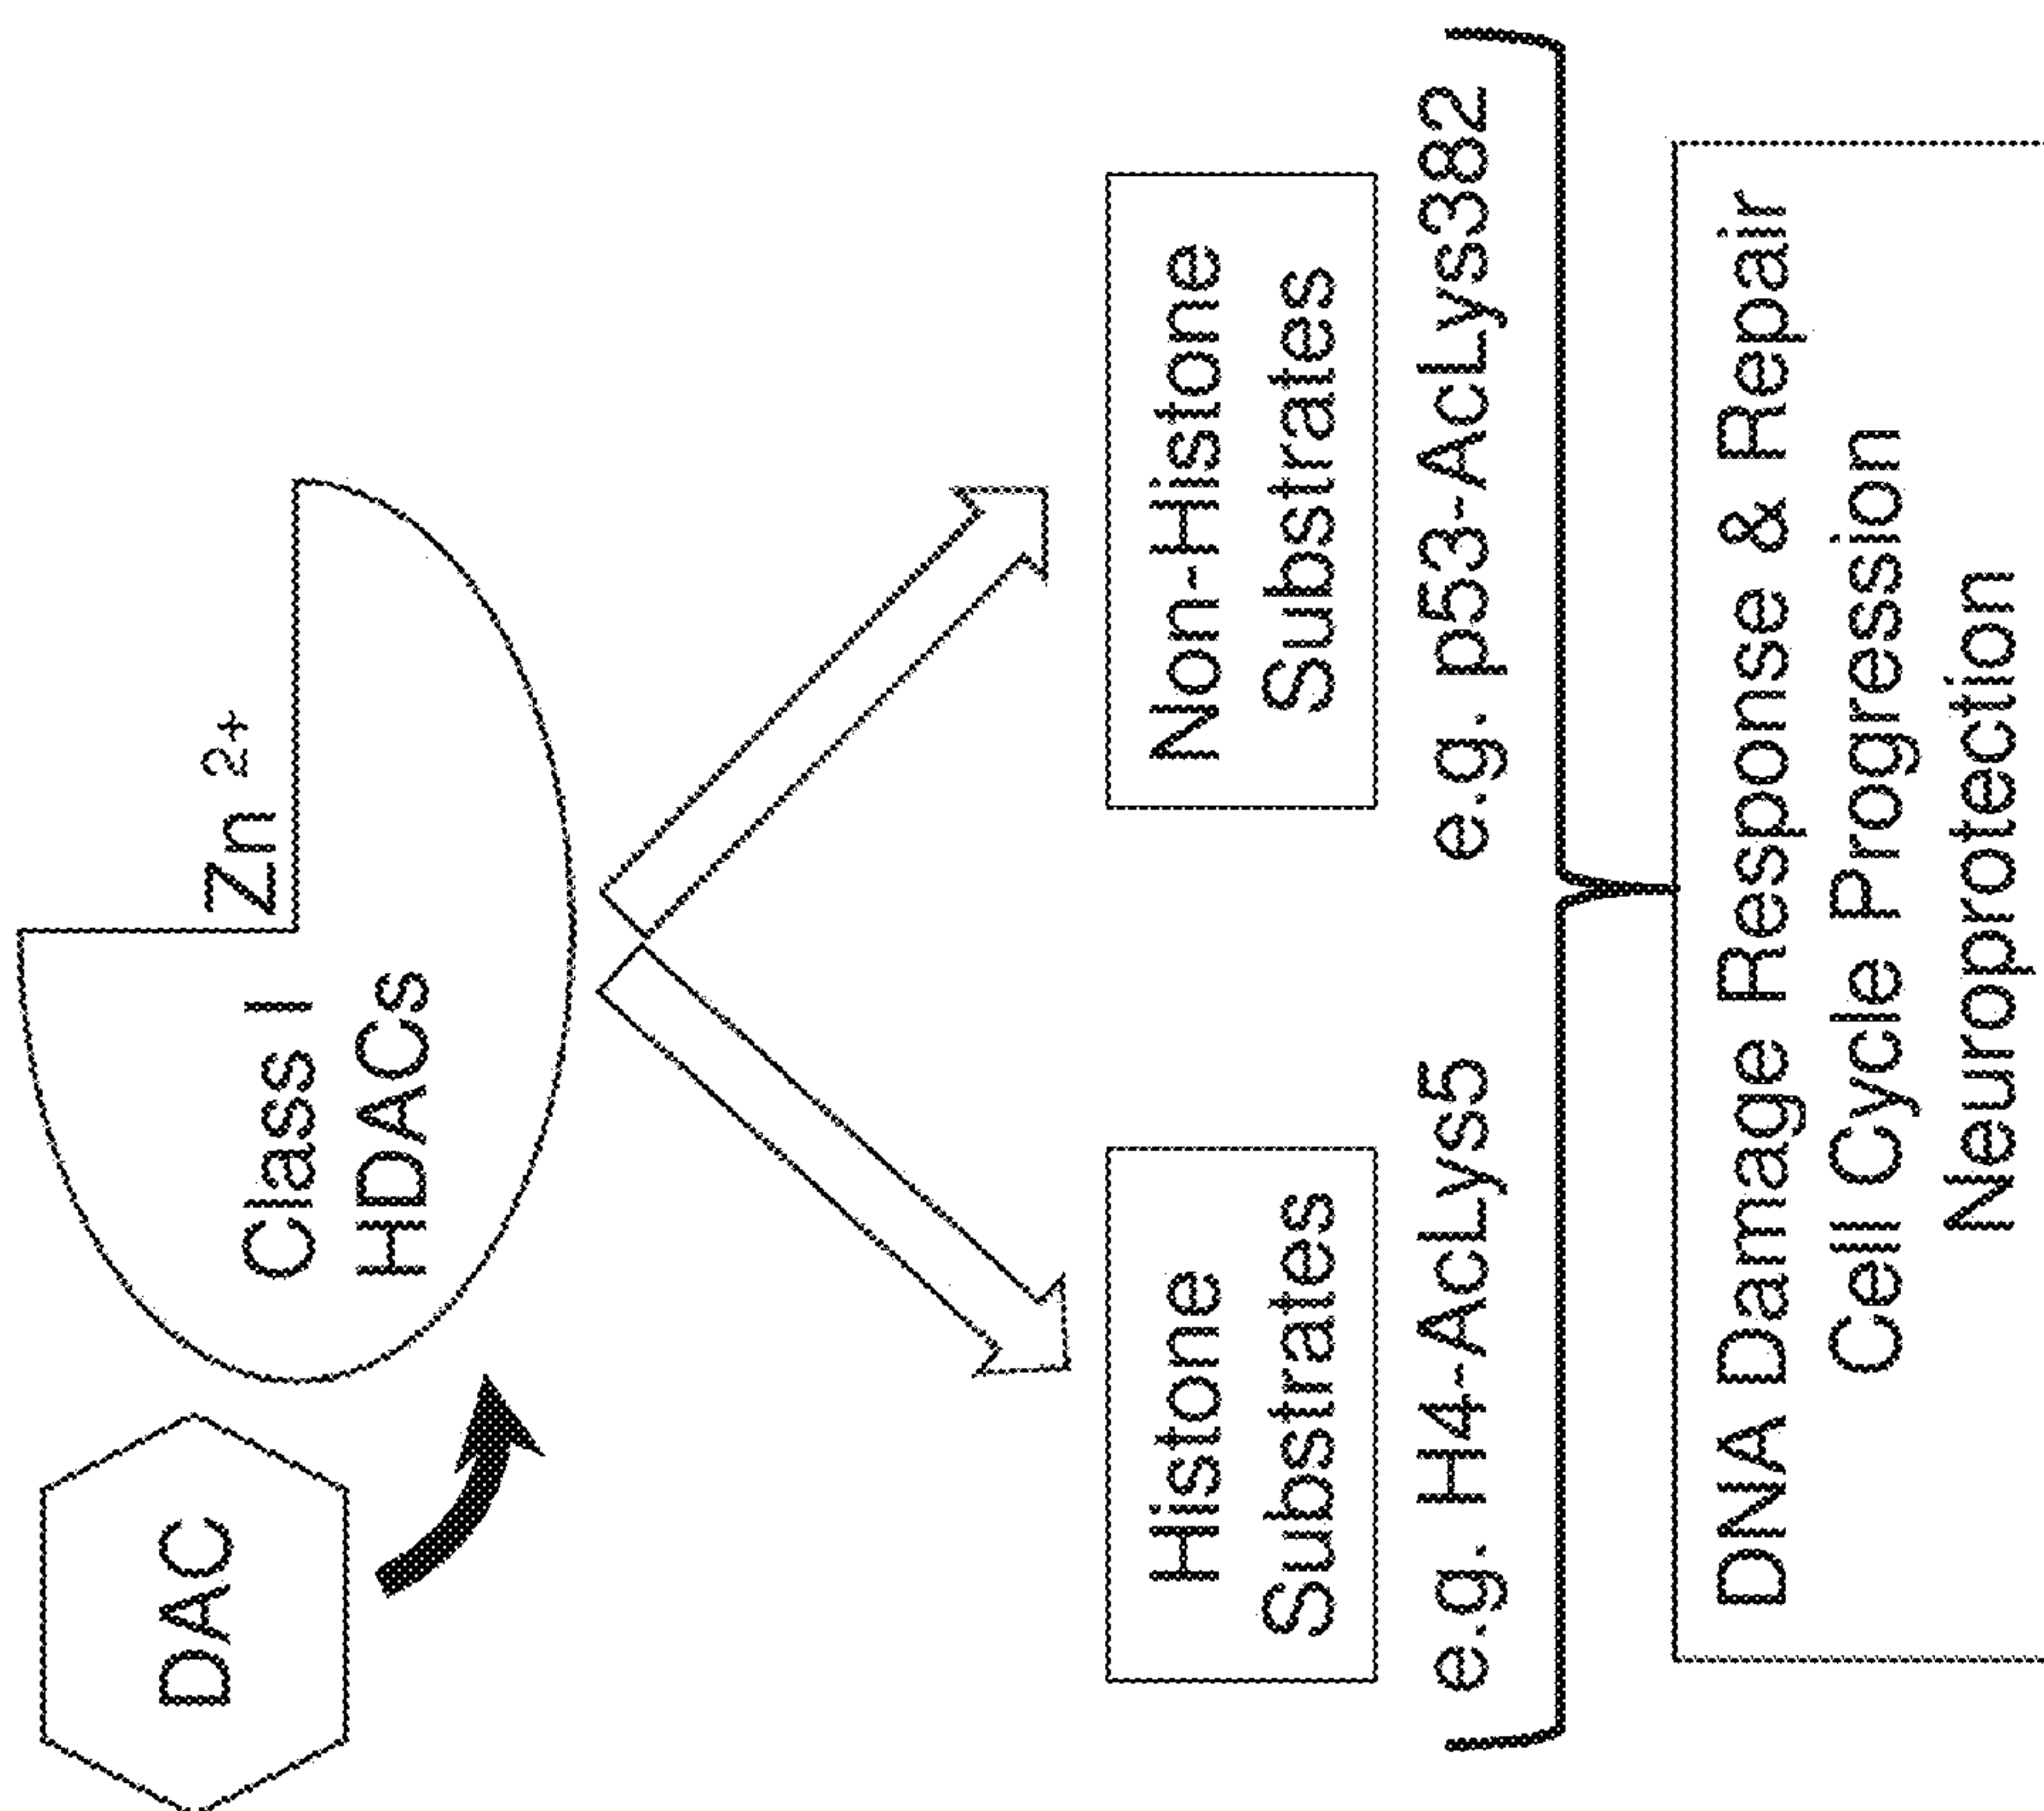 DAC
Class I
HDACs
Zn 2+
Histone
Substrates
e.g. H4-AcLys5
Non-Histone
Substrates
e.g. p53-AcLys382
DNA Damage Response & Repair
Cell Cycle Progression
Neuroprotection